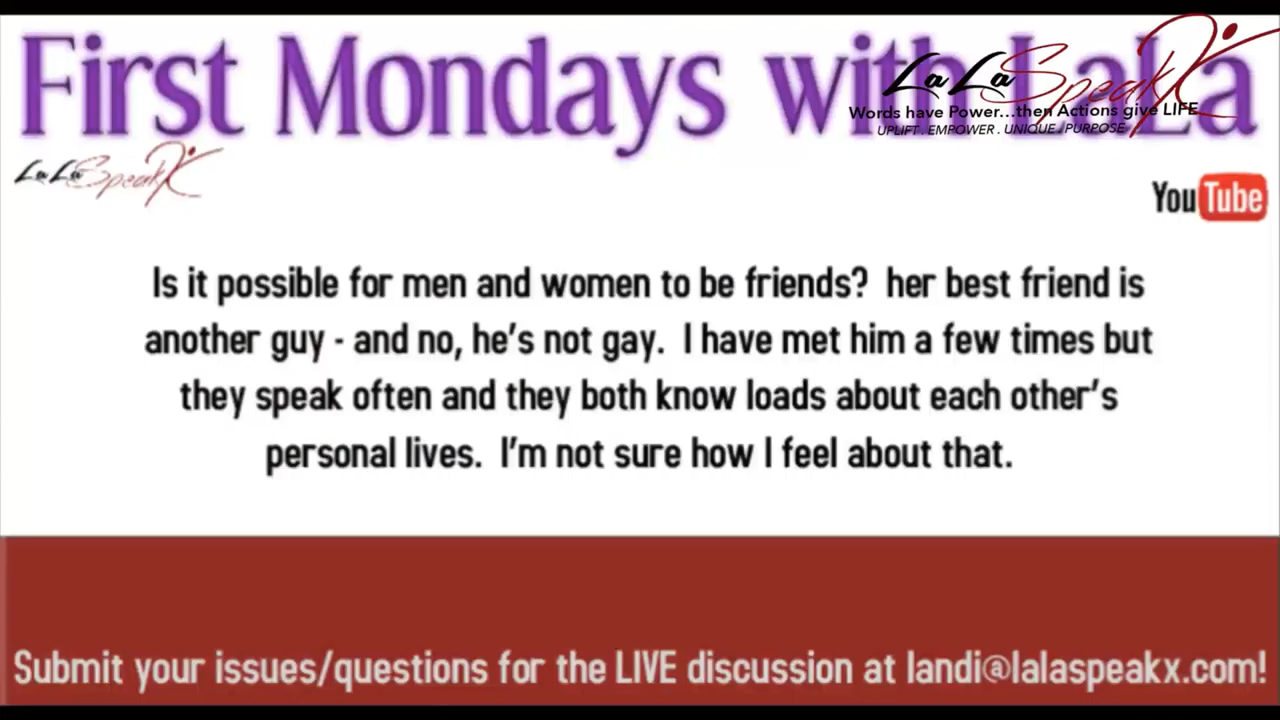 First Mondays with LaLa
LaLaSpeakX
Words have Power...then Actions give LIFE
UPLIFT . EMPOWER . UNIQUE . PURPOSE
LaLaSpeakX
YouTube
Is it possible for men and women to be friends?  her best friend is
another guy - and no, he's not gay.  I have met him a few times but
they speak often and they both know loads about each other's
personal lives.  I'm not sure how I feel about that.
Submit your issues/questions for the LIVE discussion at landi@lalaspeakx.com!